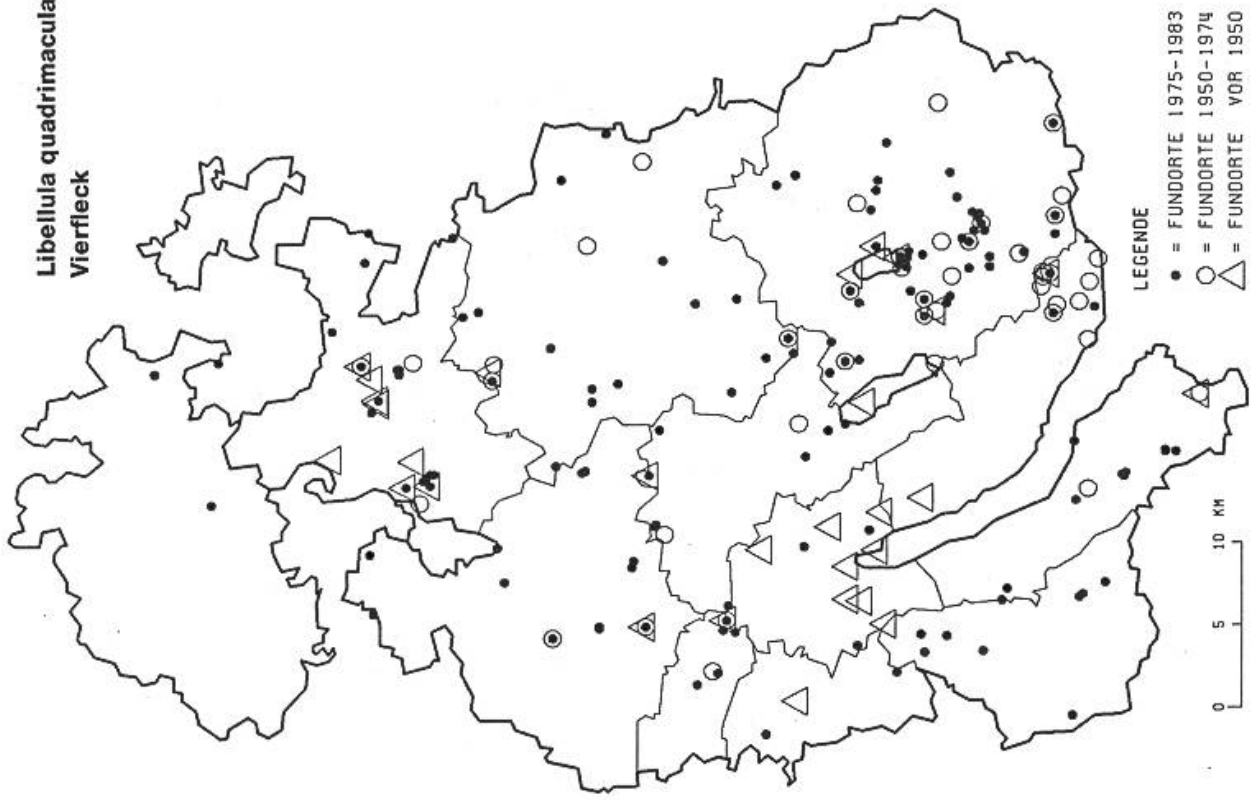 Libellula quadrimacula
Vierfleck
LEGENDE
= FUNDORTE 1975-1983
= FUNDORTE 1950-1974
= FUNDORTE VOR 1950
0 5 10 KM